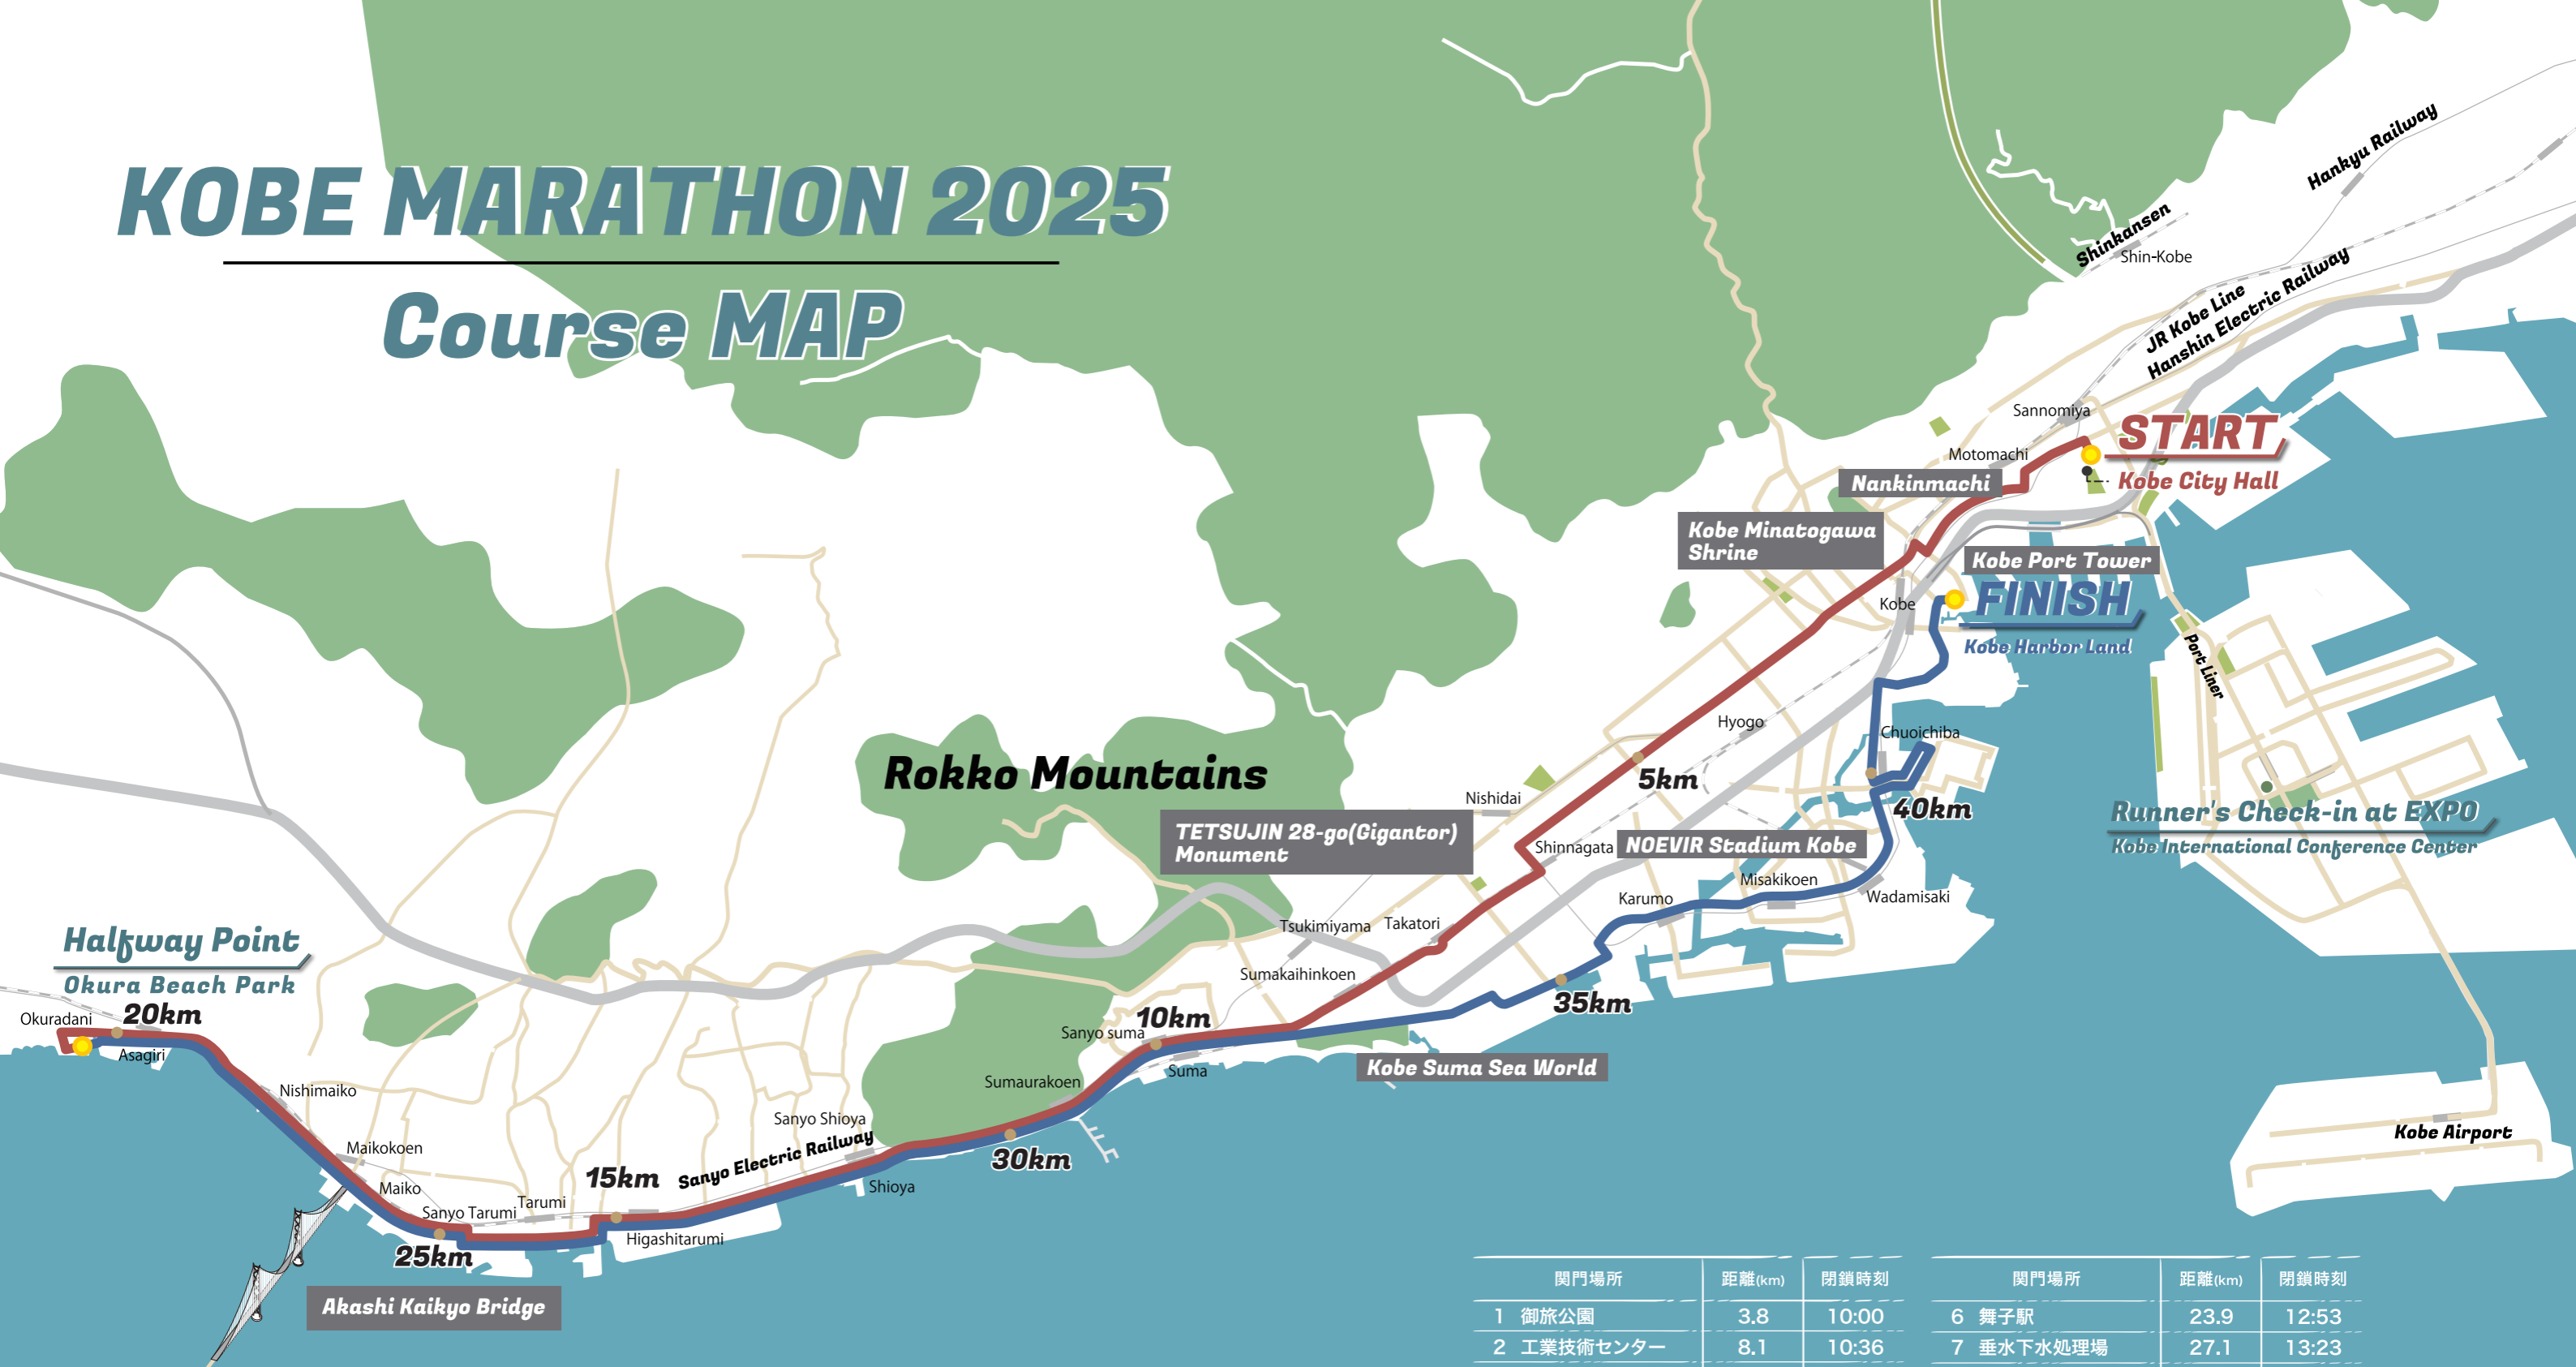 KOBE MARATHON 2025
Course MAP
Hankyu Railway
Shinkansen
Shin-Kobe
JR Kobe Line
Hanshin Electric Railway
Sannomiya
START
Kobe City Hall
Motomachi
Nankinmachi
Kobe Minatogawa
Shrine
Kobe Port Tower
Kobe
FINISH
Kobe Harbor Land
Port Liner
Hyogo
Chuoichiba
Rokko Mountains
5km
Nishidai
40km
Runner's Check-in at EXPO
Kobe International Conference Center
TETSUJIN 28-go(Gigantor)
Monument
Shinnagata
NOEVIR Stadium Kobe
Misakikoen
Karumo
Wadamisaki
Tsukimiyama
Takatori
Halfway Point
Okura Beach Park
Sumakaihinkoen
35km
Okuradani
20km
10km
Sanyo suma
Asagiri
Kobe Suma Sea World
Suma
Nishimaiko
Sumaurakoen
Sanyo Shioya
Kobe Airport
Maikokoen
Sanyo Electric Railway
30km
15km
Maiko
Shioya
Tarumi
Sanyo Tarumi
Higashitarumi
25km
Akashi Kaikyo Bridge
関門場所 距離(km) 閉鎖時刻 関門場所 距離(km) 閉鎖時刻
1 御旅公園 3.8 10:00 6 舞子駅 23.9 12:53
2 工業技術センター 8.1 10:36 7 垂水下水処理場 27.1 13:23